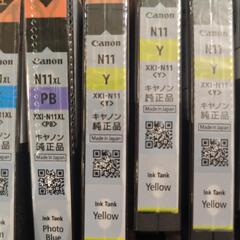 Canon
N11XL
PB
XKI-N11XL
<PB>
キヤノン
純正品
Made in Japan
Ink Tank
Photo
Blue
Canon
N11
Y
XKI-N11
<Y>
キヤノン
純正品
Made in Japan
Ink Tank
Yellow
Canon
N11
Y
XKI-N11
<Y>
キヤノン
純正品
Made in Japan
Ink Tank
Yellow
Canon
N11
Y
XKI-N11
<Y>
キヤノン
純正品
Made in Japan
Ink Tank
Yellow